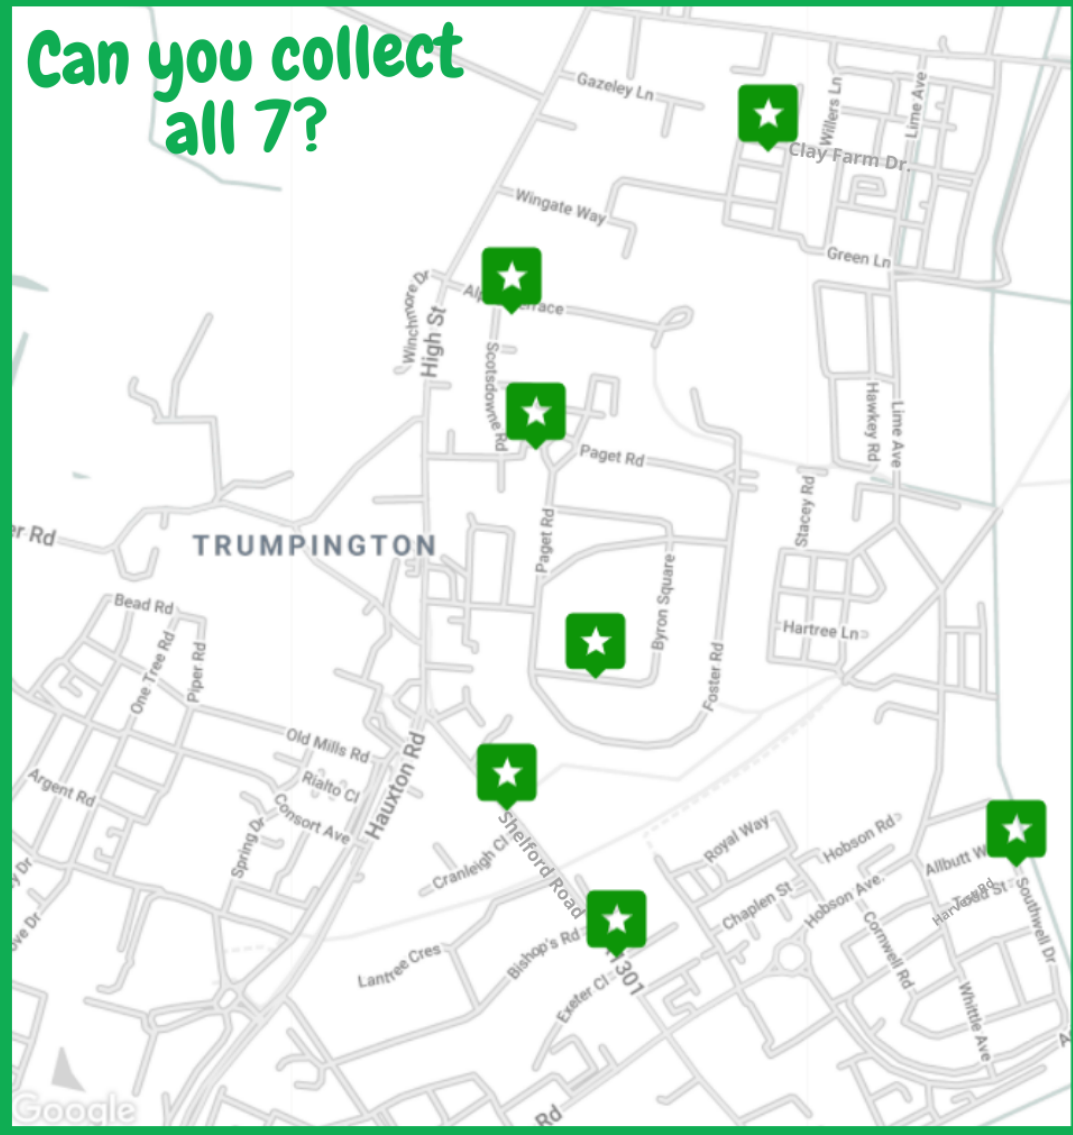 Can you collect
all 7?
Gazeley Ln
Willers Ln
Lime Ave
Clay Farm Dr.
Wingate Way
Green Ln
Winchmore Dr
High St
Scotsdowne Rd
Hawkey Rd
Lime Ave
Paget Rd
Stacey Rd
er Rd
TRUMPINGTON
Paget Rd
Byron Square
Bead Rd
One Tree Rd
Piper Rd
Hartree Ln
Foster Rd
Old Mills Rd
Rialto Cl
Argent Rd
Consort Ave
Hauxton Rd
Spring Dr
Shelford Road
Cranleigh Cl
Royal Way
Hobson Rd
Allbutt W
Chaplen St
Hobson Ave.
Southwell Dr
Cornwell Rd
Lantree Cres
Bishop's Rd
Exeter Cl
301
Whittle Ave
Rd
Google